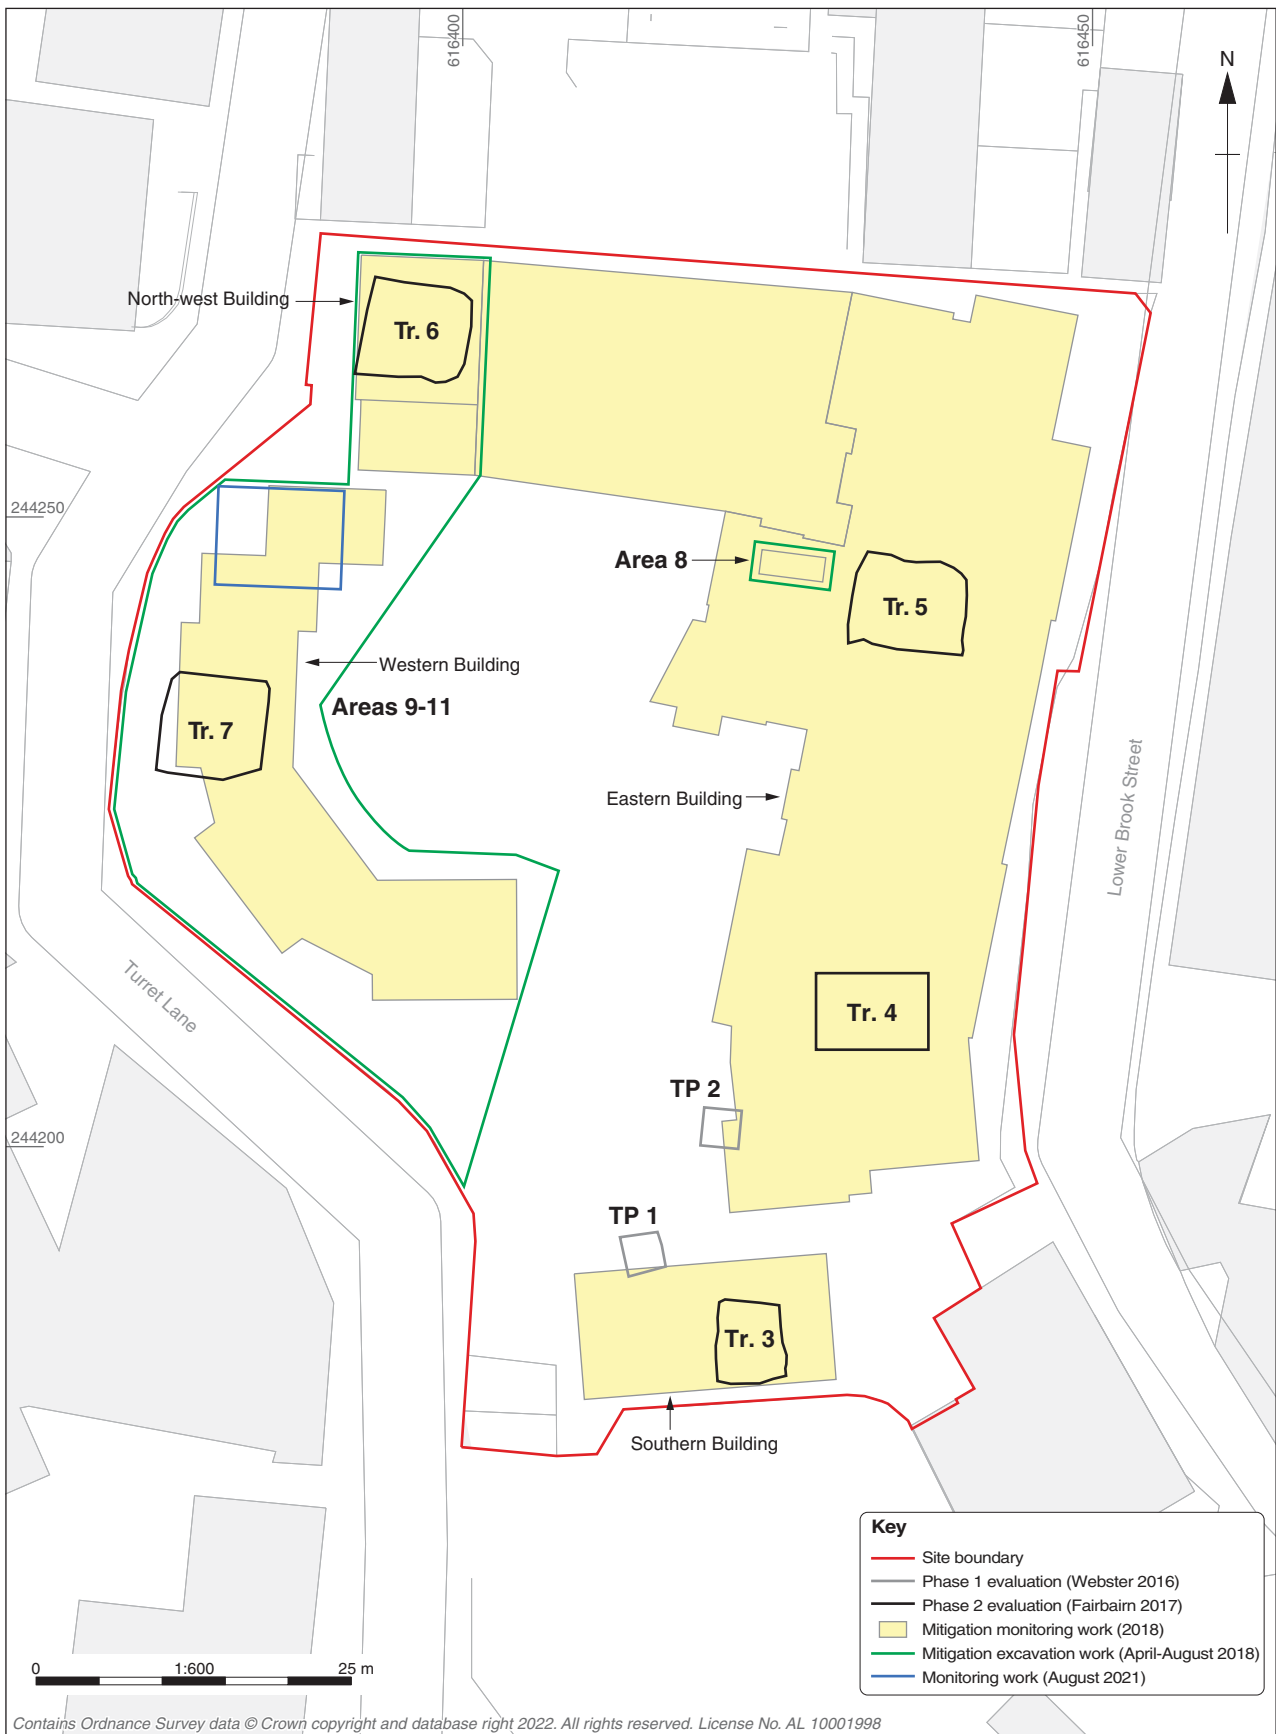 616400
616450
N
North-west Building
Tr. 6
244250
Area 8
Tr. 5
Western Building
Areas 9-11
Tr. 7
Eastern Building
Lower Brook Street
Turret Lane
Tr. 4
TP 2
244200
TP 1
Tr. 3
Southern Building
Key
Site boundary
Phase 1 evaluation (Webster 2016)
Phase 2 evaluation (Fairbairn 2017)
Mitigation monitoring work (2018)
Mitigation excavation work (April-August 2018)
Monitoring work (August 2021)
0 1:600 25 m
Contains Ordnance Survey data © Crown copyright and database right 2022. All rights reserved. License No. AL 10001998